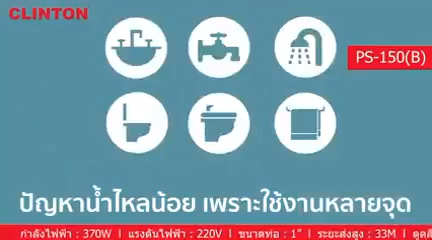 CLINTON
PS-150(B)
ปัญหาน้ำไหลน้อย เพราะใช้งานหลายจุด
กำลังไฟฟ้า : 370W | แรงดันไฟฟ้า : 220V | ขนาดท่อ : 1" | ระยะส่งสูง : 33M |